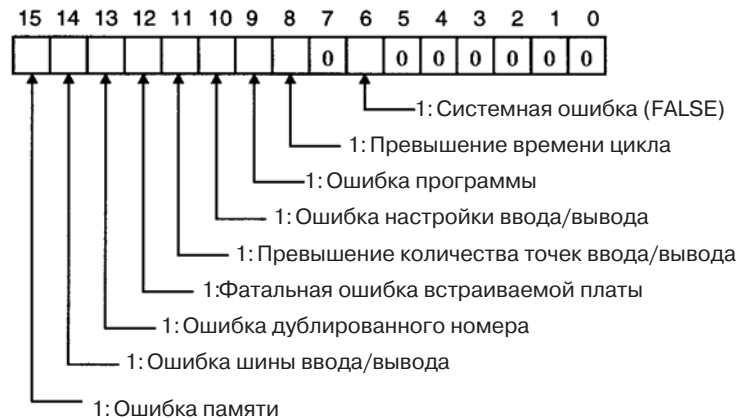 15 14 13 12 11 10 9 8 7 6 5 4 3 2 1 0
0 0 0 0 0 0 0
1: Системная ошибка (FALSE)
1: Превышение времени цикла
1: Ошибка программы
1: Ошибка настройки ввода/вывода
1: Превышение количества точек ввода/вывода
1:Фатальная ошибка встраиваемой платы
1: Ошибка дублированного номера
1: Ошибка шины ввода/вывода
1: Ошибка памяти